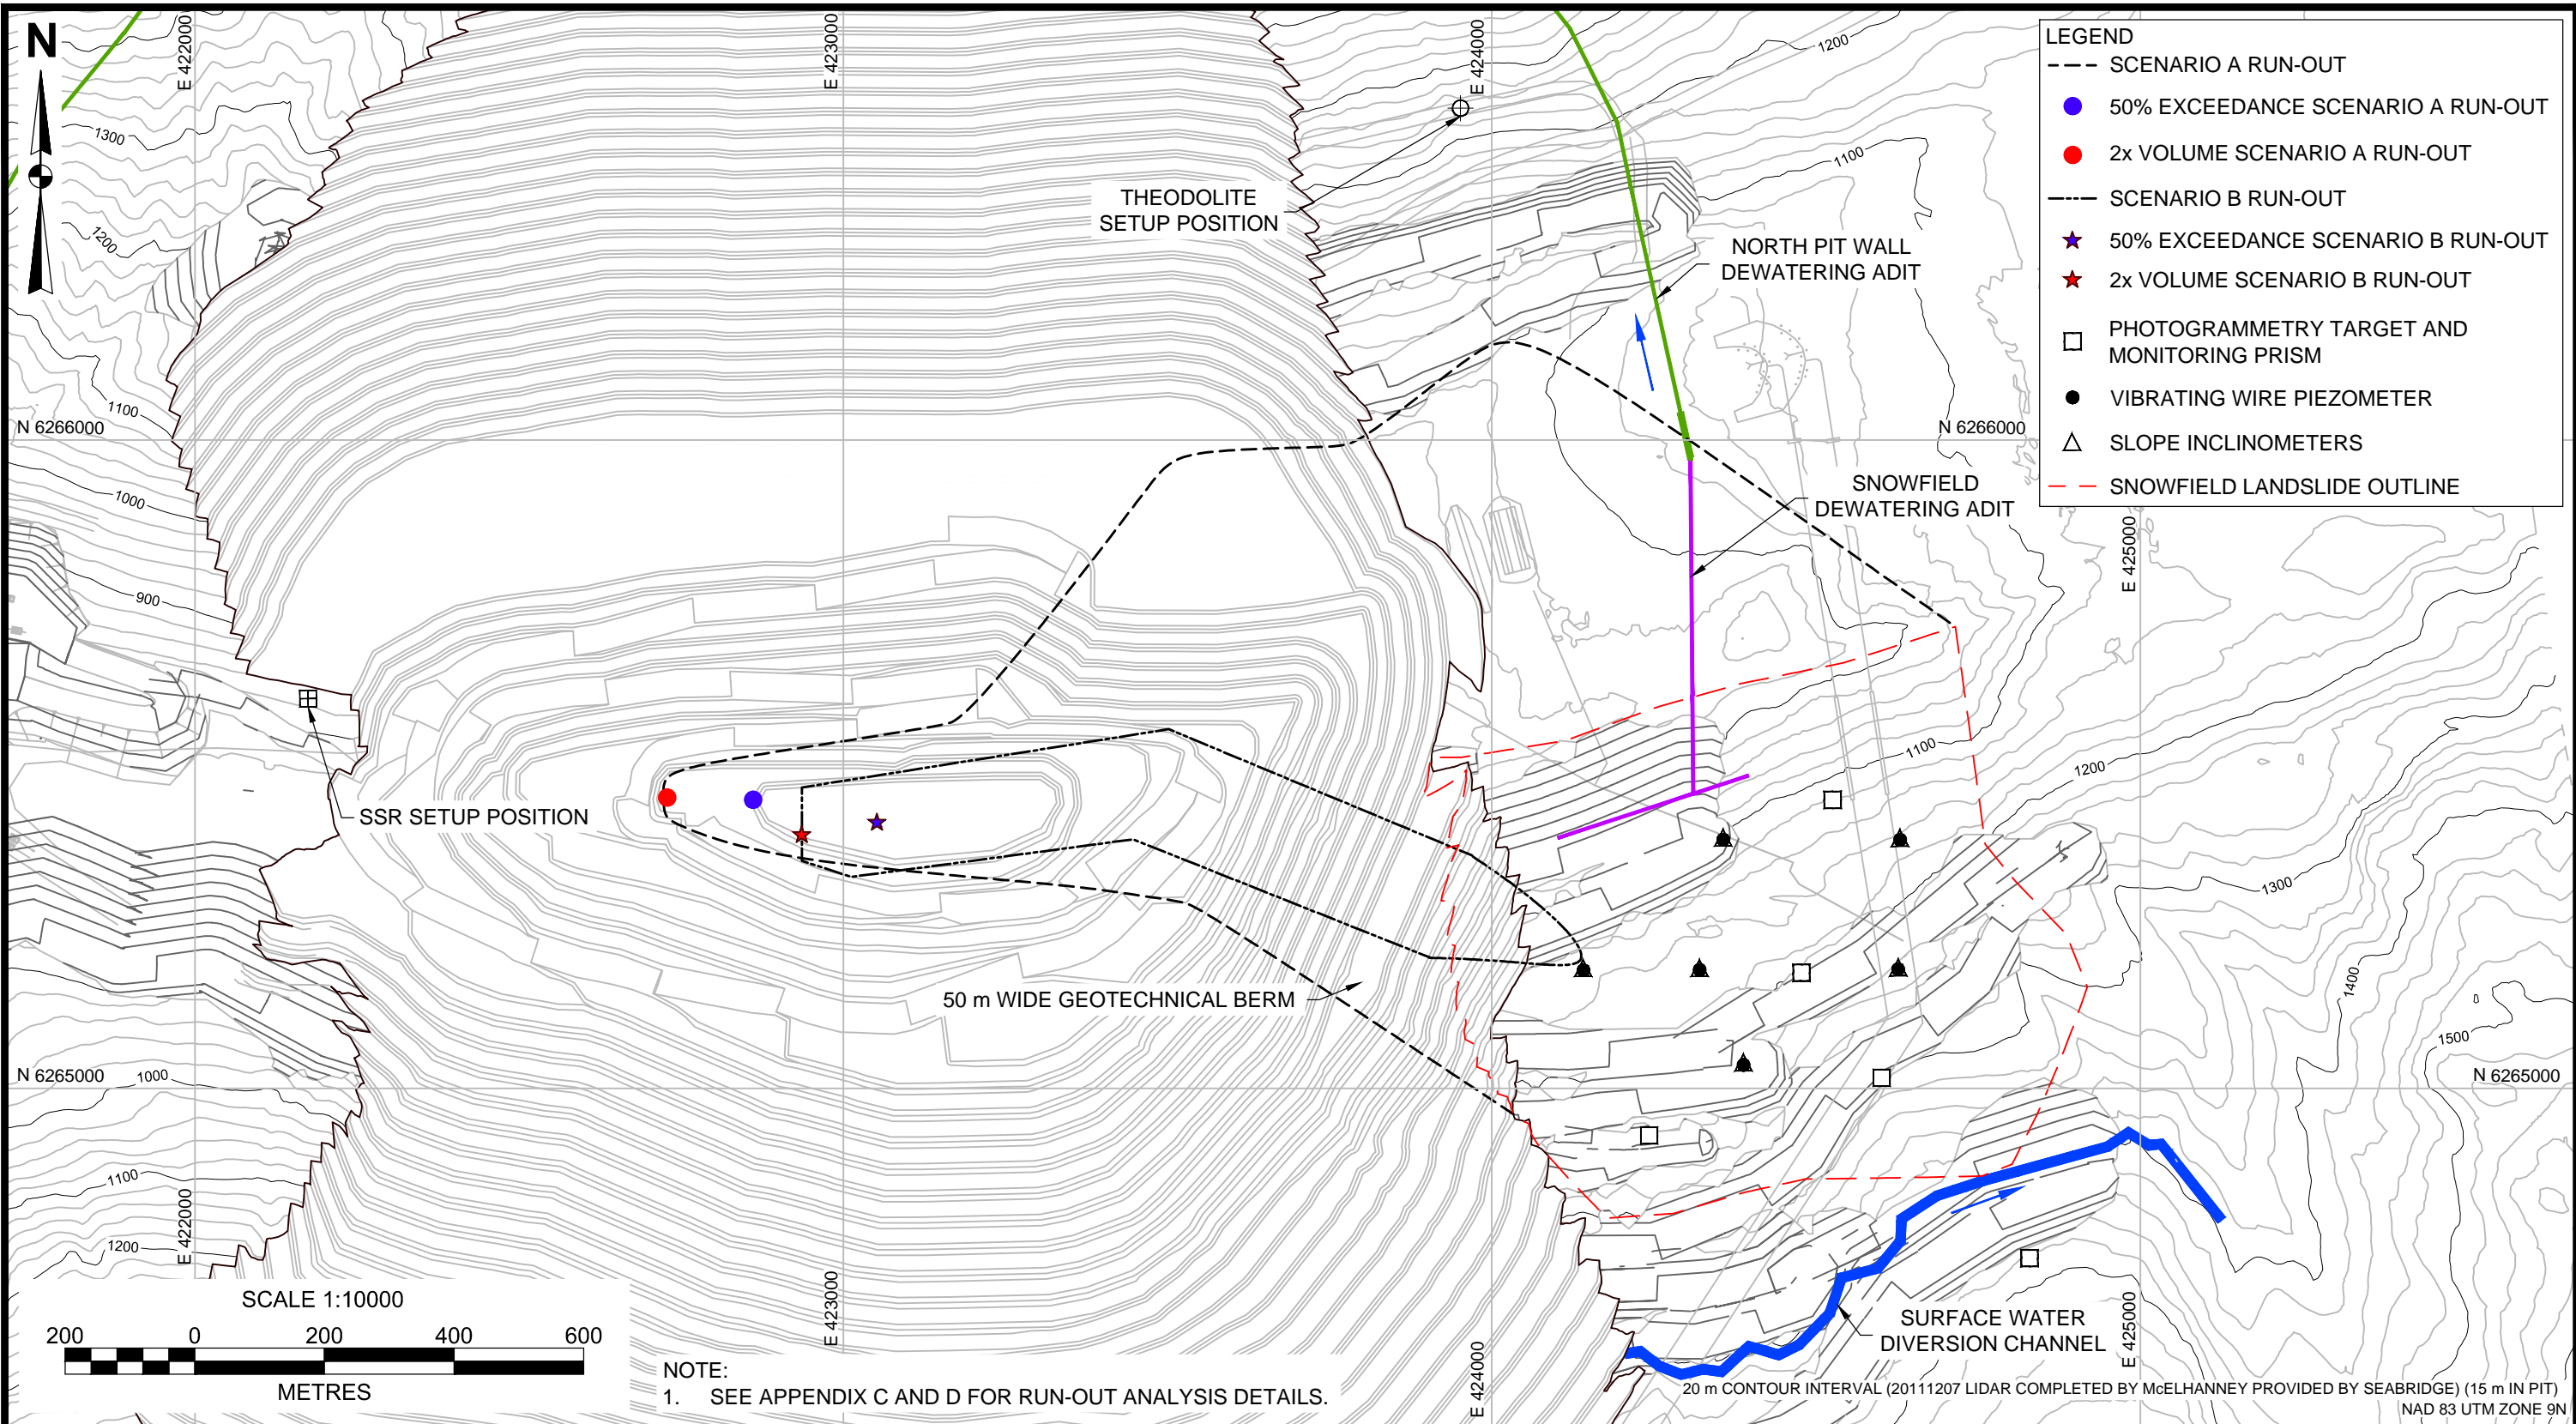 N
E 422000
E 423000
E 424000
1200
1300
1200
1100
LEGEND
SCENARIO A RUN-OUT
50% EXCEEDANCE SCENARIO A RUN-OUT
2x VOLUME SCENARIO A RUN-OUT
SCENARIO B RUN-OUT
50% EXCEEDANCE SCENARIO B RUN-OUT
2x VOLUME SCENARIO B RUN-OUT
PHOTOGRAMMETRY TARGET AND
MONITORING PRISM
VIBRATING WIRE PIEZOMETER
SLOPE INCLINOMETERS
SNOWFIELD LANDSLIDE OUTLINE
THEODOLITE
SETUP POSITION
NORTH PIT WALL
DEWATERING ADIT
1100
N 6266000
N 6266000
1000
SNOWFIELD
DEWATERING ADIT
E 425000
900
1100
1200
SSR SETUP POSITION
1300
1400
50 m WIDE GEOTECHNICAL BERM
1500
N 6265000
1000
N 6265000
1100
1200
E 422000
E 423000
E 424000
E 425000
SCALE 1:10000
200
0
200
400
600
METRES
SURFACE WATER
DIVERSION CHANNEL
NOTE:
1. SEE APPENDIX C AND D FOR RUN-OUT ANALYSIS DETAILS.
20 m CONTOUR INTERVAL (20111207 LIDAR COMPLETED BY McELHANNEY PROVIDED BY SEABRIDGE) (15 m IN PIT)
NAD 83 UTM ZONE 9N